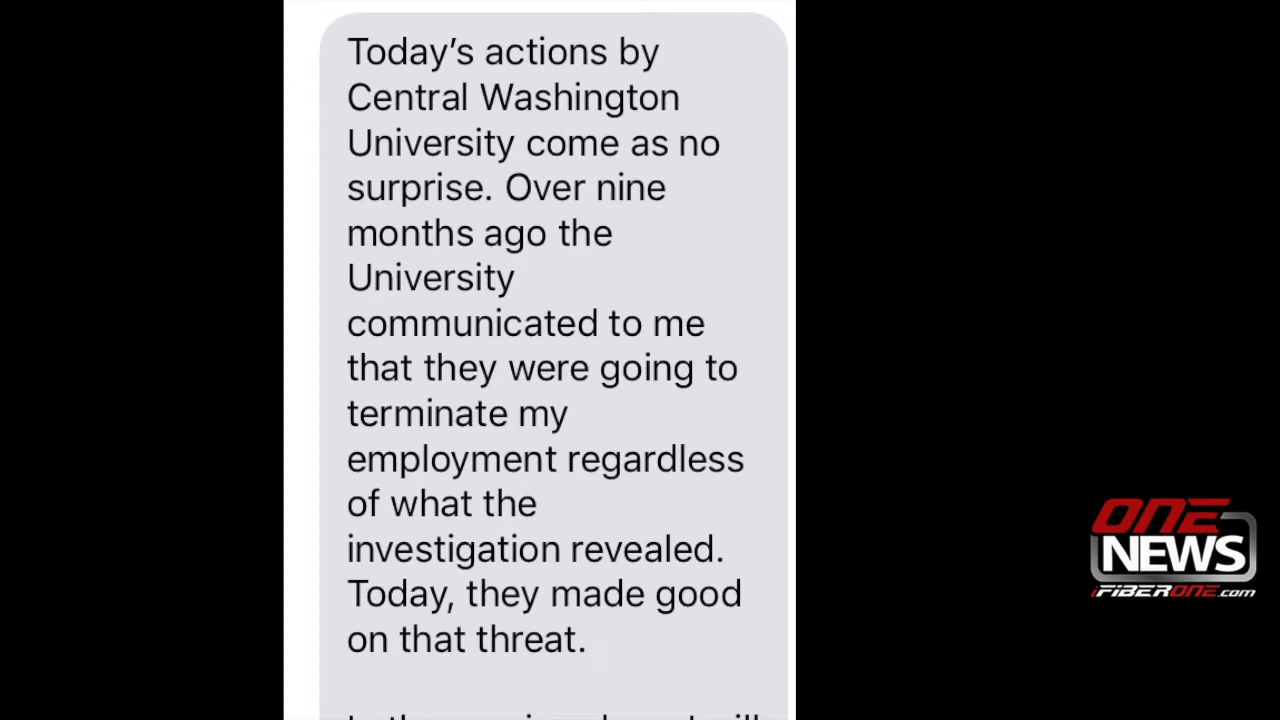 Today’s actions by
Central Washington
University come as no
surprise. Over nine
months ago the
University
communicated to me
that they were going to
terminate my
employment regardless
of what the
investigation revealed.
Today, they made good
on that threat.
ONE
NEWS
iFIBERONE.com